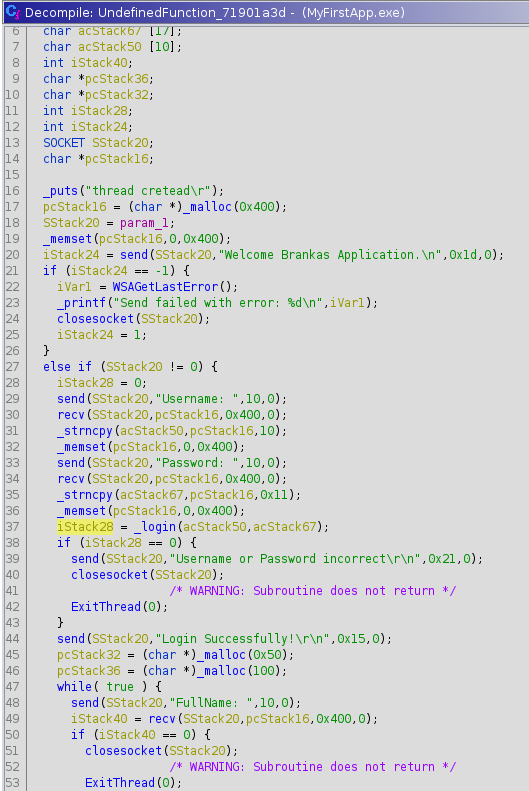 Decompile: UndefinedFunction_71901a3d - (MyFirstApp.exe)
6 char acStack67 [17];
7 char acStack50 [10];
8 int iStack40;
9 char *pcStack36;
10 char *pcStack32;
11 int iStack28;
12 int iStack24;
13 SOCKET SStack20;
14 char *pcStack16;
15
16 _puts("thread cretead\r");
17 pcStack16 = (char *)_malloc(0x400);
18 SStack20 = param_1;
19 _memset(pcStack16,0,0x400);
20 iStack24 = send(SStack20,"Welcome Brankas Application.\n",0x1d,0);
21 if (iStack24 == -1) {
22 iVar1 = WSAGetLastError();
23 _printf("Send failed with error: %d\n",iVar1);
24 closesocket(SStack20);
25 iStack24 = 1;
26 }
27 else if (SStack20 != 0) {
28 iStack28 = 0;
29 send(SStack20,"Username: ",10,0);
30 recv(SStack20,pcStack16,0x400,0);
31 _strncpy(acStack50,pcStack16,10);
32 _memset(pcStack16,0,0x400);
33 send(SStack20,"Password: ",10,0);
34 recv(SStack20,pcStack16,0x400,0);
35 _strncpy(acStack67,pcStack16,0x11);
36 _memset(pcStack16,0,0x400);
37 iStack28 = _login(acStack50,acStack67);
38 if (iStack28 == 0) {
39 send(SStack20,"Username or Password incorrect\r\n",0x21,0);
40 closesocket(SStack20);
41 /* WARNING: Subroutine does not return */
42 ExitThread(0);
43 }
44 send(SStack20,"Login Successfully!\r\n",0x15,0);
45 pcStack32 = (char *)_malloc(0x50);
46 pcStack36 = (char *)_malloc(100);
47 while( true ) {
48 send(SStack20,"FullName: ",10,0);
49 iStack40 = recv(SStack20,pcStack16,0x400,0);
50 if (iStack40 == 0) {
51 closesocket(SStack20);
52 /* WARNING: Subroutine does not return */
53 ExitThread(0);